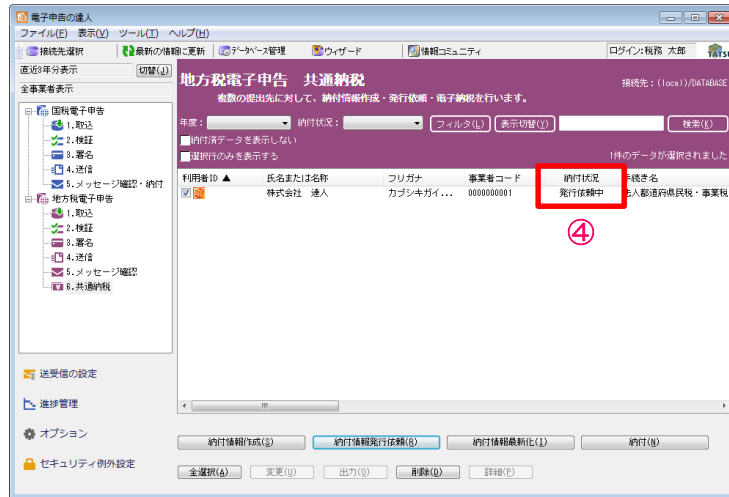 電子申告の達人
ファイル(F) 表示(V) ツール(T) ヘルプ(H)
接続先選択 最新の情報に更新 データベース管理 ウィザード 情報コミュニティ ログイン:税務 太郎
直近3年分表示 切替(J)
全事業者表示
国税電子申告
1.取込
2.検証
3.署名
4.送信
5.メッセージ確認・納付
地方税電子申告
1.取込
2.検証
3.署名
4.送信
5.メッセージ確認
6.共通納税
送受信の設定
進捗管理
オプション
セキュリティ例外設定
地方税電子申告 共通納税
接続先:(local)/DATABASE
複数の提出先に対して、納付情報作成・発行依頼・電子納税を行います。
年度: 納付状況: フィルタ(L) 表示切替(Y) 検索(K)
納付済データを表示しない
選択行のみを表示する
1件のデータが選択されました
利用者ID ▲ 氏名または名称 フリガナ 事業者コード 納付状況 手続き名
株式会社 達人 カブシキガイ... 0000000001 発行依頼中 法人都道府県民税・事業税
④
納付情報作成(S) 納付情報発行依頼(R) 納付情報最新化(I) 納付(N)
全選択(A) 変更(U) 出力(O) 削除(D) 詳細(P)